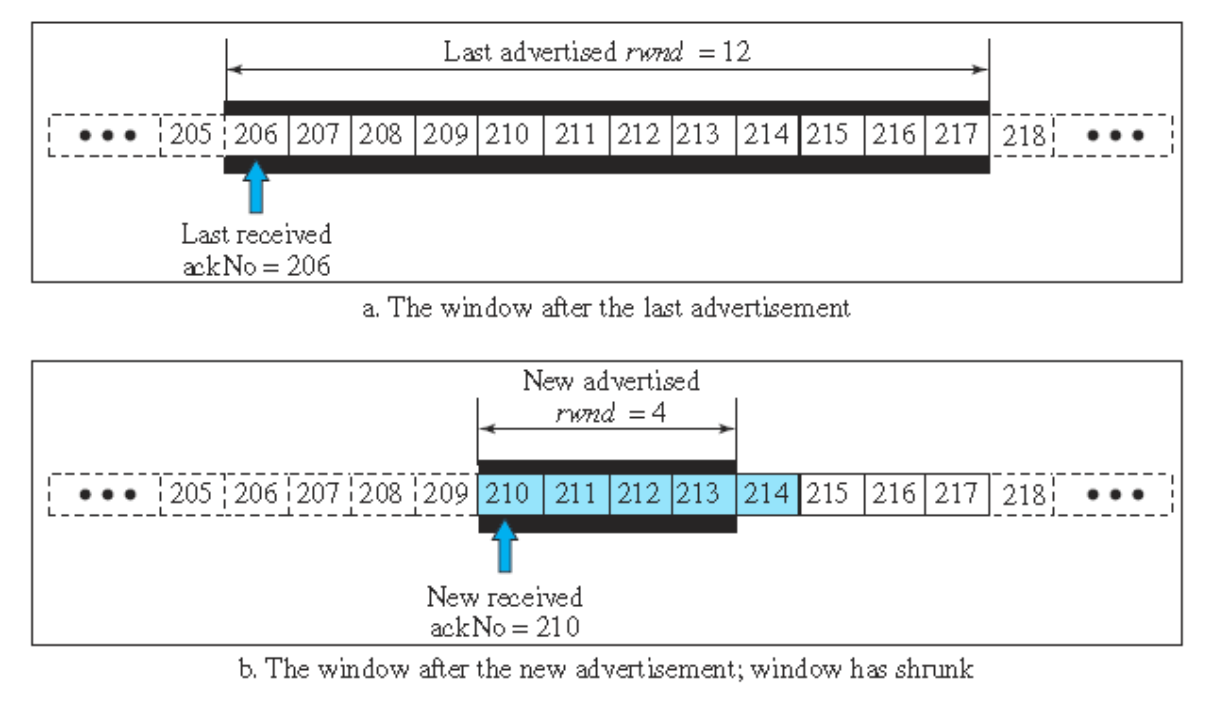 Last advertised rwnd = 12
••• 205 206 207 208 209 210 211 212 213 214 215 216 217 218 •••
Last received
ackNo = 206
a. The window after the last advertisement
New advertised
rwnd = 4
••• 205 206 207 208 209 210 211 212 213 214 215 216 217 218 •••
New received
ackNo = 210
b. The window after the new advertisement; window has shrunk